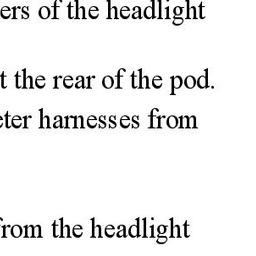 ers of the headlight
t the rear of the pod.
eter harnesses from
from the headlight